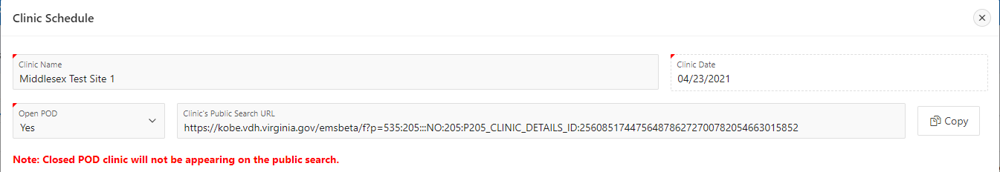 Clinic Schedule
Clinic Name
Middlesex Test Site 1
Clinic Date
04/23/2021
Open POD
Yes
Clinic's Public Search URL
https://kobe.vdh.virginia.gov/emsbeta/f?p=535:205:::NO:205:P205_CLINIC_DETAILS_ID:256085174475648786272700782054663015852
Copy
Note: Closed POD clinic will not be appearing on the public search.